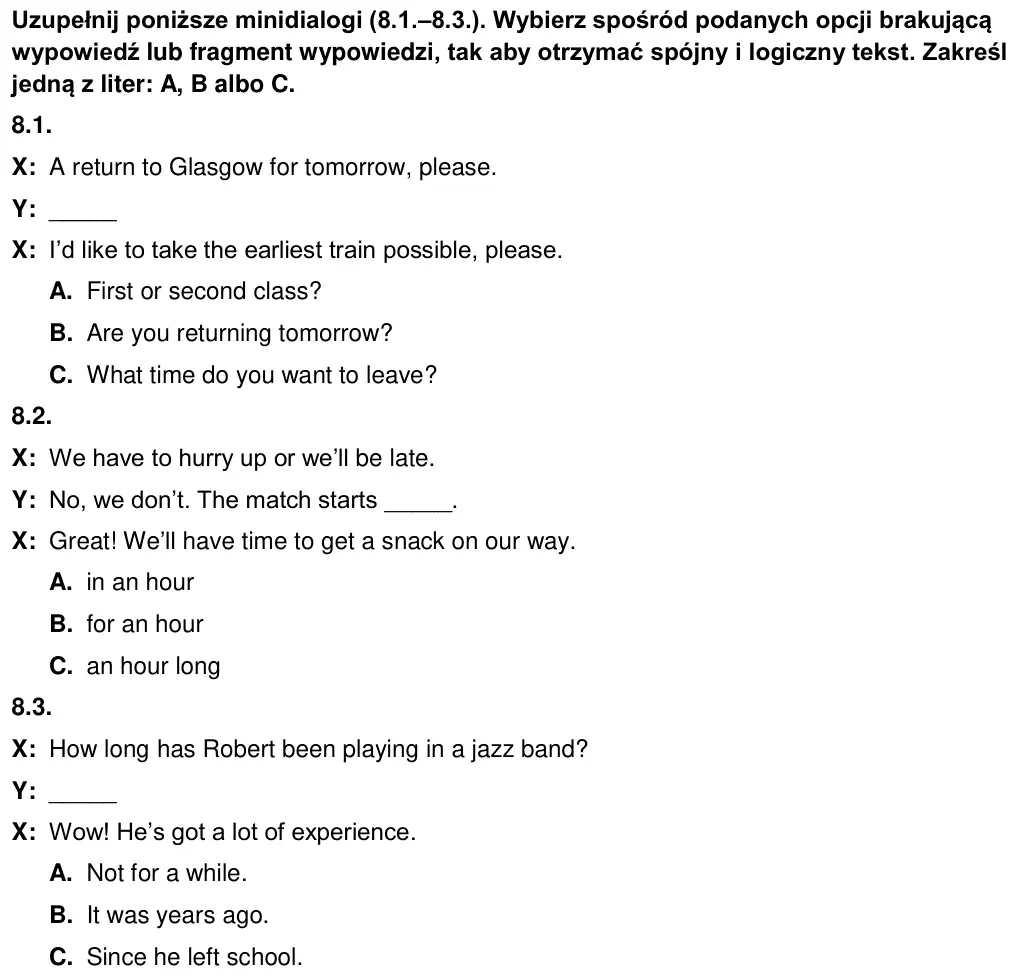 Uzupełnij poniższe minidialogi (8.1.–8.3.). Wybierz spośród podanych opcji brakującą
wypowiedź lub fragment wypowiedzi, tak aby otrzymać spójny i logiczny tekst. Zakreśl
jedną z liter: A, B albo C.
8.1.
X: A return to Glasgow for tomorrow, please.
Y: _____
X: I’d like to take the earliest train possible, please.
A. First or second class?
B. Are you returning tomorrow?
C. What time do you want to leave?
8.2.
X: We have to hurry up or we’ll be late.
Y: No, we don’t. The match starts _____.
X: Great! We’ll have time to get a snack on our way.
A. in an hour
B. for an hour
C. an hour long
8.3.
X: How long has Robert been playing in a jazz band?
Y: _____
X: Wow! He’s got a lot of experience.
A. Not for a while.
B. It was years ago.
C. Since he left school.